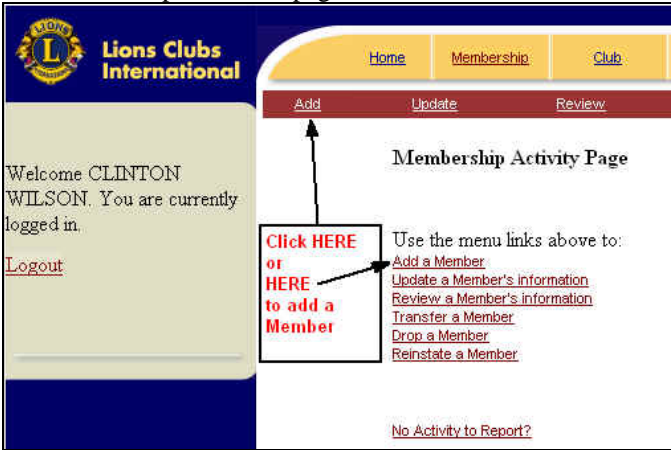 Lions Clubs
International
Home Membership Club
Add Update Review
Welcome CLINTON
WILSON. You are currently
logged in.
Logout
Membership Activity Page
Click HERE
or
HERE
to add a
Member
Use the menu links above to:
Add a Member
Update a Member's information
Review a Member's information
Transfer a Member
Drop a Member
Reinstate a Member
No Activity to Report?